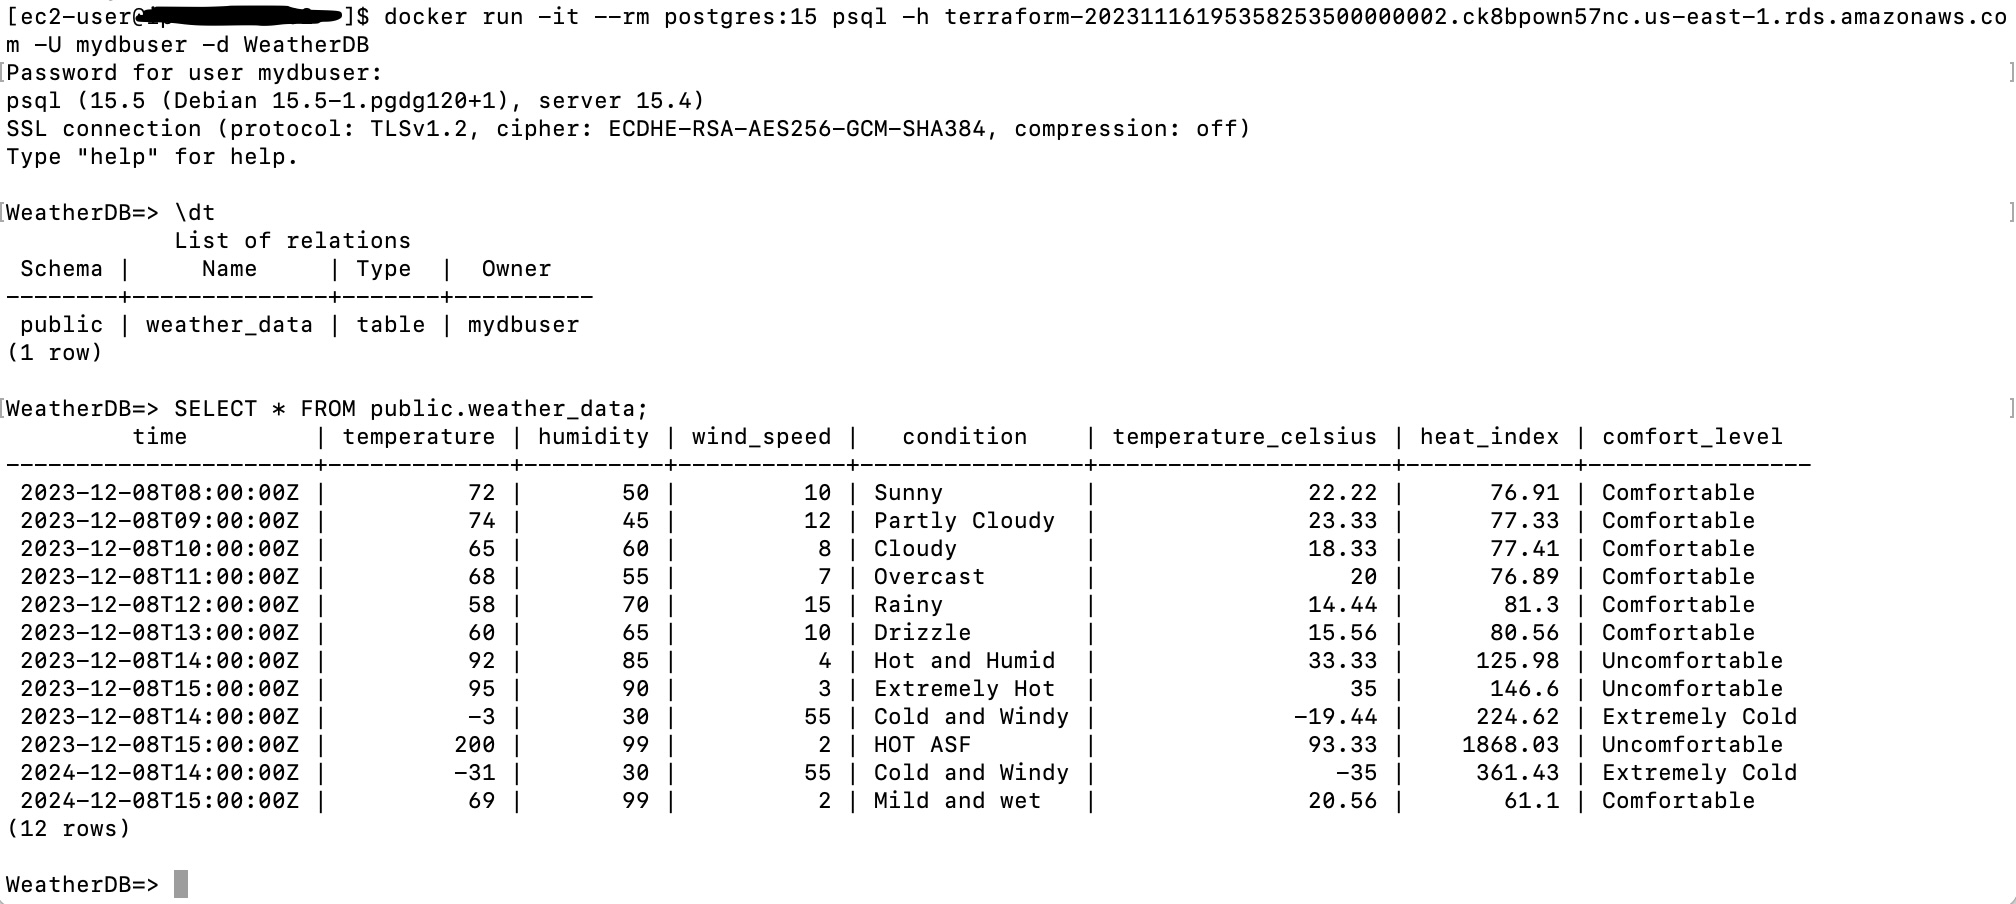 [ec2-user@ip ]$ docker run -it --rm postgres:15 psql -h terraform-20231116195358253500000002.ck8bpown57nc.us-east-1.rds.amazonaws.co
m -U mydbuser -d WeatherDB
[Password for user mydbuser: ]
psql (15.5 (Debian 15.5-1.pgdg120+1), server 15.4)
SSL connection (protocol: TLSv1.2, cipher: ECDHE-RSA-AES256-GCM-SHA384, compression: off)
Type "help" for help.

[WeatherDB=> \dt ]
            List of relations
 Schema |     Name     | Type  |  Owner
--------+--------------+-------+----------
 public | weather_data | table | mydbuser
(1 row)

[WeatherDB=> SELECT * FROM public.weather_data; ]
         time         | temperature | humidity | wind_speed |   condition    | temperature_celsius | heat_index | comfort_level
----------------------+-------------+----------+------------+----------------+---------------------+------------+----------------
 2023-12-08T08:00:00Z |          72 |       50 |         10 | Sunny          |               22.22 |      76.91 | Comfortable
 2023-12-08T09:00:00Z |          74 |       45 |         12 | Partly Cloudy  |               23.33 |      77.33 | Comfortable
 2023-12-08T10:00:00Z |          65 |       60 |          8 | Cloudy         |               18.33 |      77.41 | Comfortable
 2023-12-08T11:00:00Z |          68 |       55 |          7 | Overcast       |                  20 |      76.89 | Comfortable
 2023-12-08T12:00:00Z |          58 |       70 |         15 | Rainy          |               14.44 |       81.3 | Comfortable
 2023-12-08T13:00:00Z |          60 |       65 |         10 | Drizzle        |               15.56 |      80.56 | Comfortable
 2023-12-08T14:00:00Z |          92 |       85 |          4 | Hot and Humid  |               33.33 |     125.98 | Uncomfortable
 2023-12-08T15:00:00Z |          95 |       90 |          3 | Extremely Hot  |                  35 |      146.6 | Uncomfortable
 2023-12-08T14:00:00Z |          -3 |       30 |         55 | Cold and Windy |              -19.44 |     224.62 | Extremely Cold
 2023-12-08T15:00:00Z |         200 |       99 |          2 | HOT ASF        |               93.33 |    1868.03 | Uncomfortable
 2024-12-08T14:00:00Z |         -31 |       30 |         55 | Cold and Windy |                 -35 |     361.43 | Extremely Cold
 2024-12-08T15:00:00Z |          69 |       99 |          2 | Mild and wet   |               20.56 |       61.1 | Comfortable
(12 rows)

WeatherDB=>